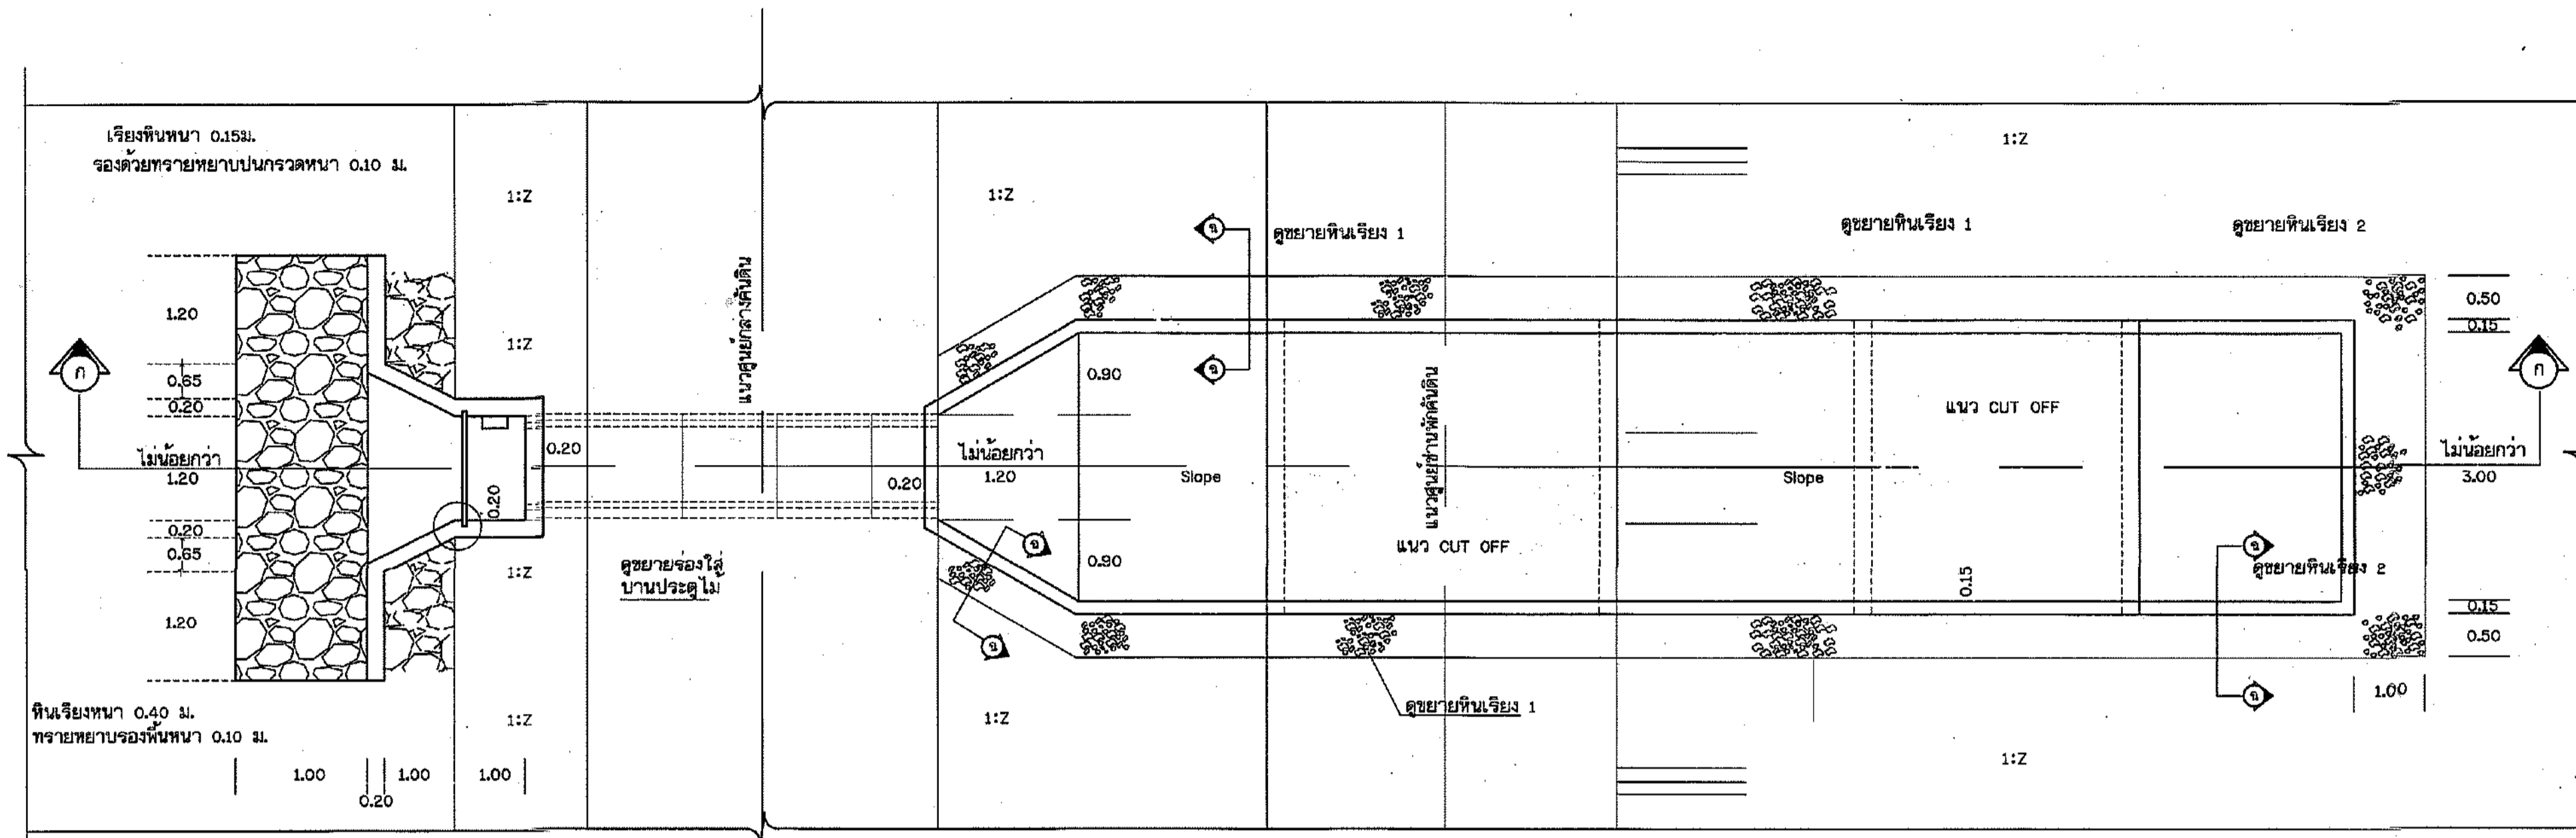 เรียงหินหนา 0.15ม.
รองด้วยทรายหยาบปนกรวดหนา 0.10 ม.
1:Z
1:Z
1:Z
1:Z
1:Z
1:Z
1:Z
1:Z
แนวศูนย์กลางคันดิน
ดูขยายหินเรียง 1
ดูขยายหินเรียง 1
ดูขยายหินเรียง 2
1.20
0.65
0.20
ไม่น้อยกว่า
1.20
0.20
0.65
1.20
ก
0.20
0.20
ดูขยายร่องใส่
บานประตูไม้
0.20
ไม่น้อยกว่า
1.20
0.90
0.90
Slope
แนวศูนย์ชานพักคันดิน
แนว CUT OFF
Slope
แนว CUT OFF
0.15
0.50
0.15
ก
ไม่น้อยกว่า
3.00
ดูขยายหินเรียง 2
0.15
0.50
1.00
ดูขยายหินเรียง 1
หินเรียงหนา 0.40 ม.
ทรายหยาบรองพื้นหนา 0.10 ม.
1.00
0.20
1.00
1.00